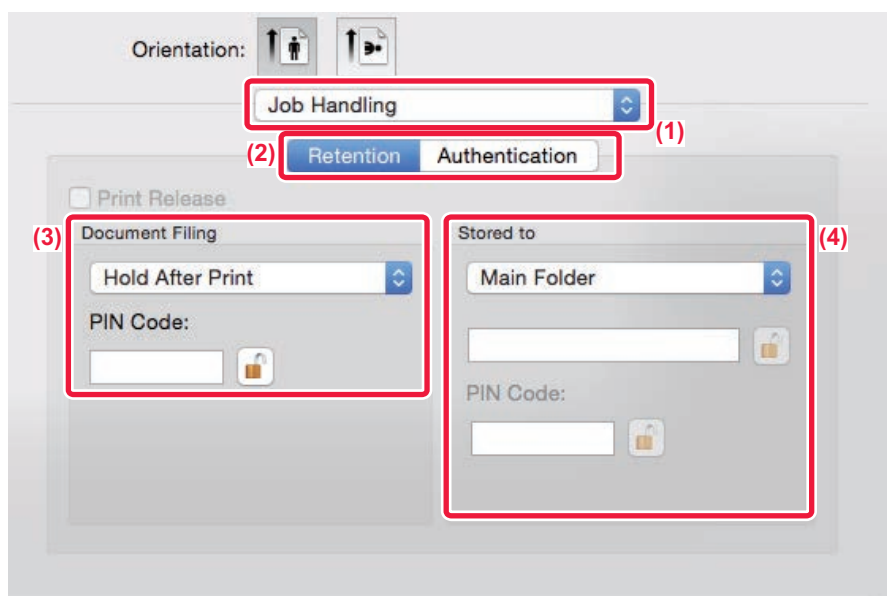 Orientation:
Job Handling
(1)
(2)
Retention Authentication
Print Release
(3)
Document Filing
Hold After Print
PIN Code:
Stored to
(4)
Main Folder
PIN Code: